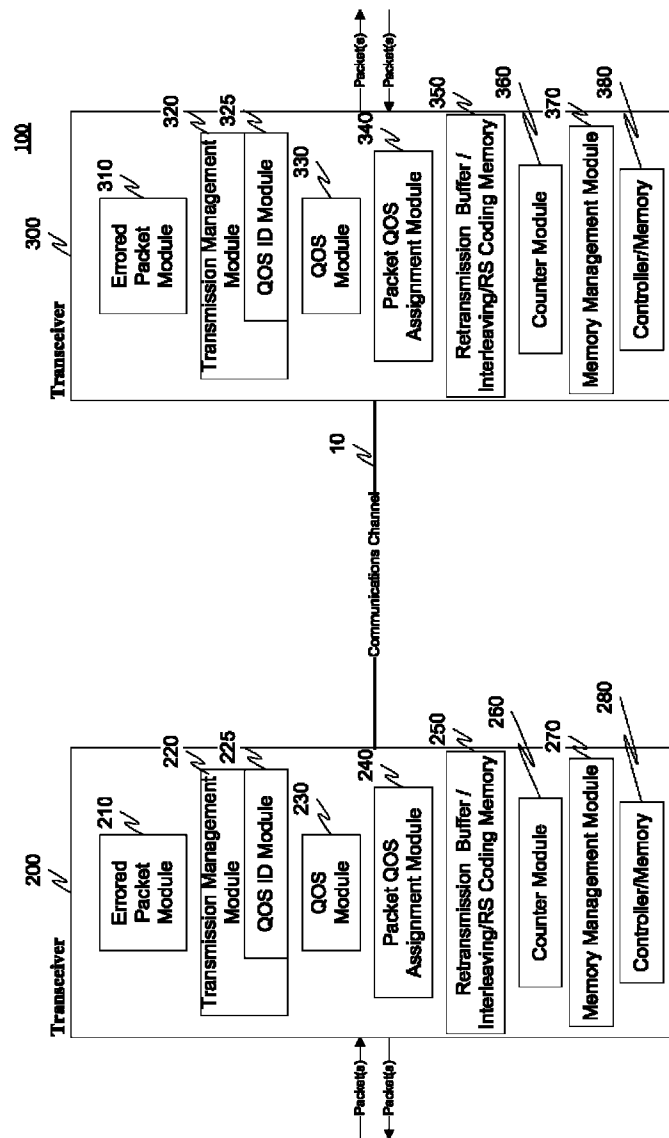 100
200
Transceiver
210
Errored
Packet
Module
220
Transmission Management
Module
225
QOS ID Module
230
QOS
Module
240
Packet QOS
Assignment Module
250
Retransmission Buffer /
Interleaving/RS Coding Memory
260
Counter Module
270
Memory Management Module
280
Controller/Memory
Packet(s)
Packet(s)
10
Communications Channel
300
Transceiver
310
Errored
Packet
Module
320
Transmission Management
Module
325
QOS ID Module
330
QOS
Module
340
Packet QOS
Assignment Module
350
Retransmission Buffer /
Interleaving/RS Coding Memory
360
Counter Module
370
Memory Management Module
380
Controller/Memory
Packet(s)
Packet(s)